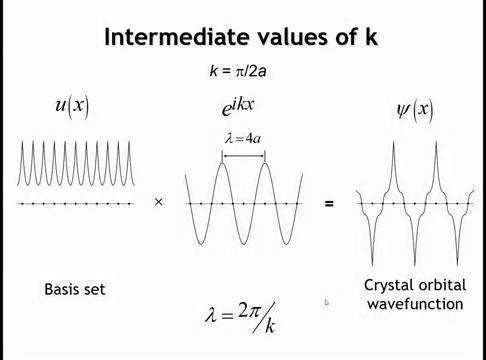 Intermediate values of k
k = π/2a
u(x)
e^{ikx}
ψ(x)
λ=4a
×
=
Basis set
Crystal orbital
wavefunction
λ = 2π/k